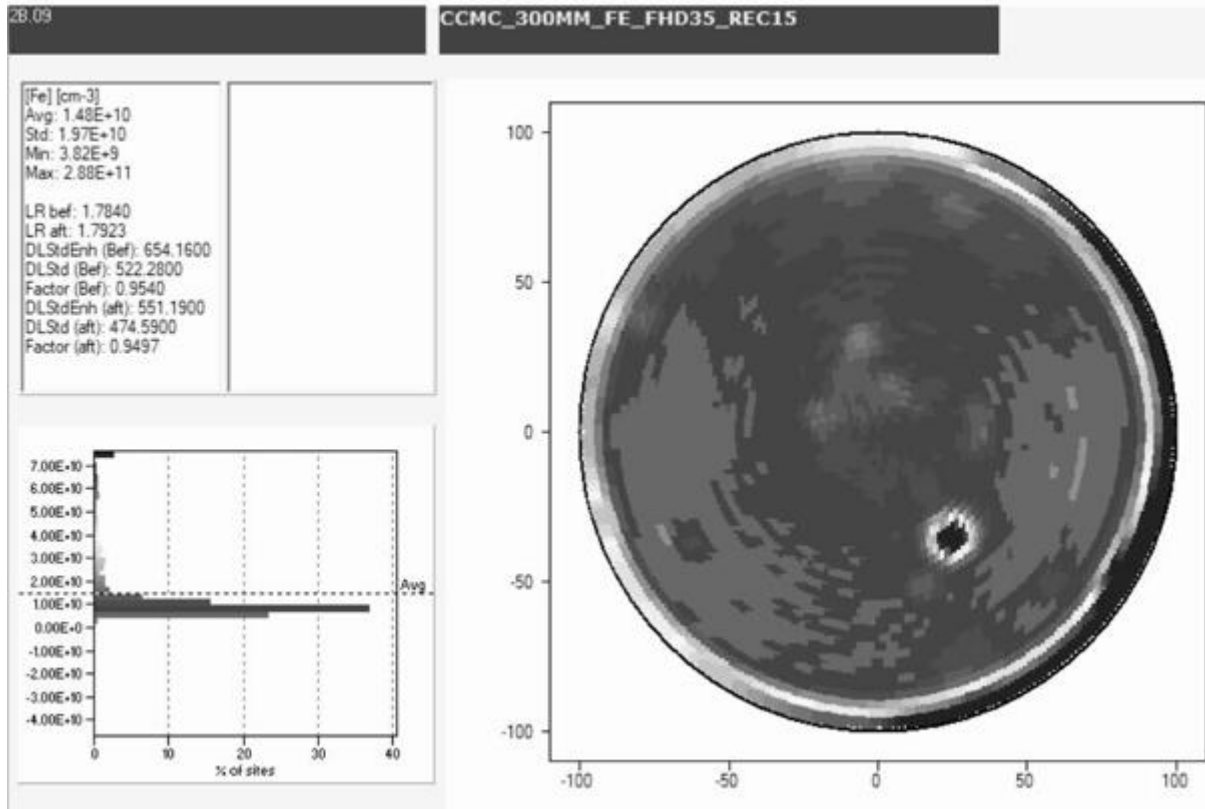 28.09
CCMC_300MM_FE_FHD35_REC15
[Fe] [cm-3]
Avg: 1.48E+10
Std: 1.97E+10
Min: 3.82E+9
Max: 2.88E+11
LR bef: 1.7840
LR aft: 1.7923
DLStdEnh (Bef): 654.1600
DLStd (Bef): 522.2800
Factor (Bef): 0.9540
DLStdEnh (aft): 551.1900
DLStd (aft): 474.5900
Factor (aft): 0.9497
7.00E+10
6.00E+10
5.00E+10
4.00E+10
3.00E+10
2.00E+10
1.00E+10
0.00E+0
-1.00E+10
-2.00E+10
-3.00E+10
-4.00E+10
Avg
0 10 20 30 40
% of sites
100
50
0
-50
-100
-100 -50 0 50 100